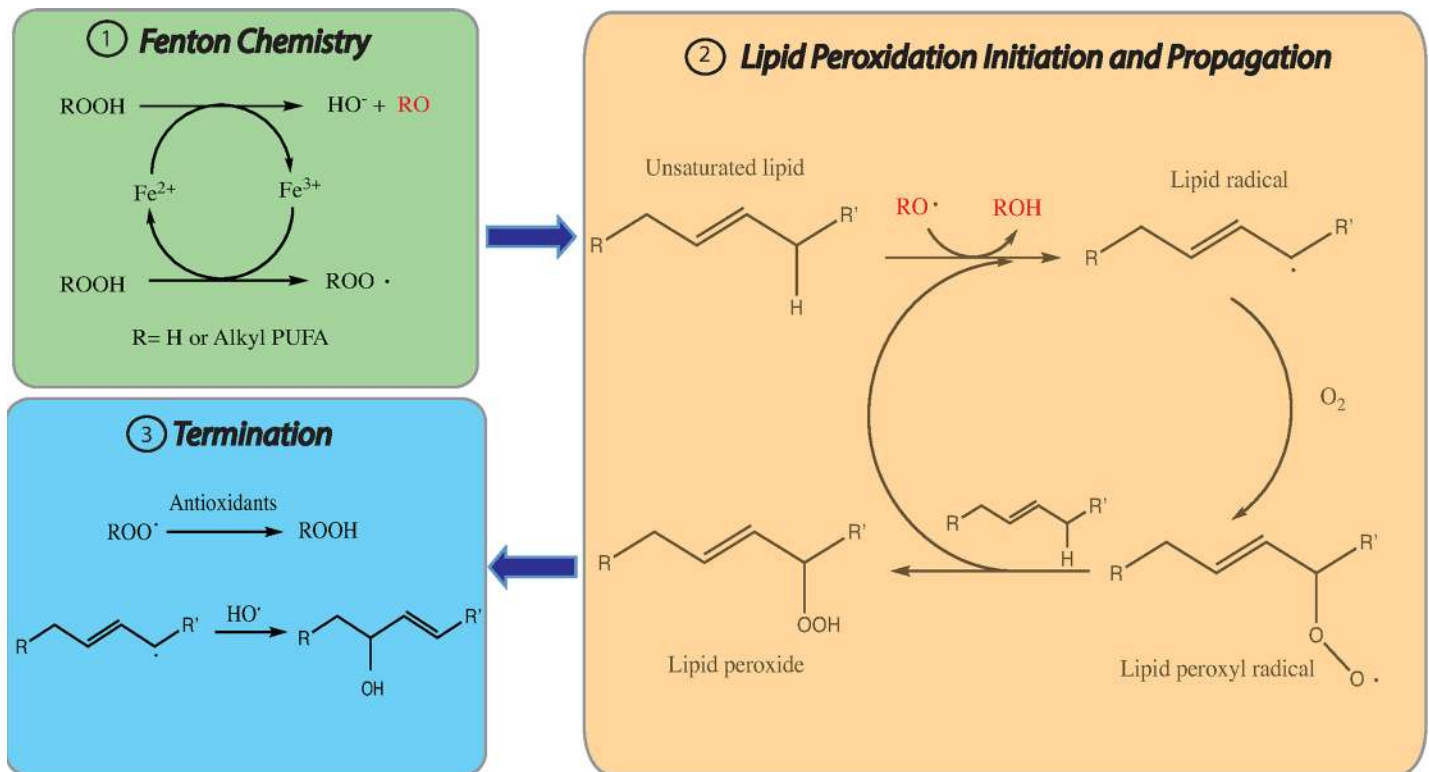 ① Fenton Chemistry
ROOH HO⁻ + RO
Fe²⁺ Fe³⁺
ROOH ROO ·
R= H or Alkyl PUFA
② Lipid Peroxidation Initiation and Propagation
Unsaturated lipid
R R'
H
RO· ROH
Lipid radical
R R'
·
O₂
R R'
H
R R'
OOH
Lipid peroxide
R R'
O
O ·
Lipid peroxyl radical
③ Termination
Antioxidants
ROO· ROOH
R R'
·
HO·
R R'
OH